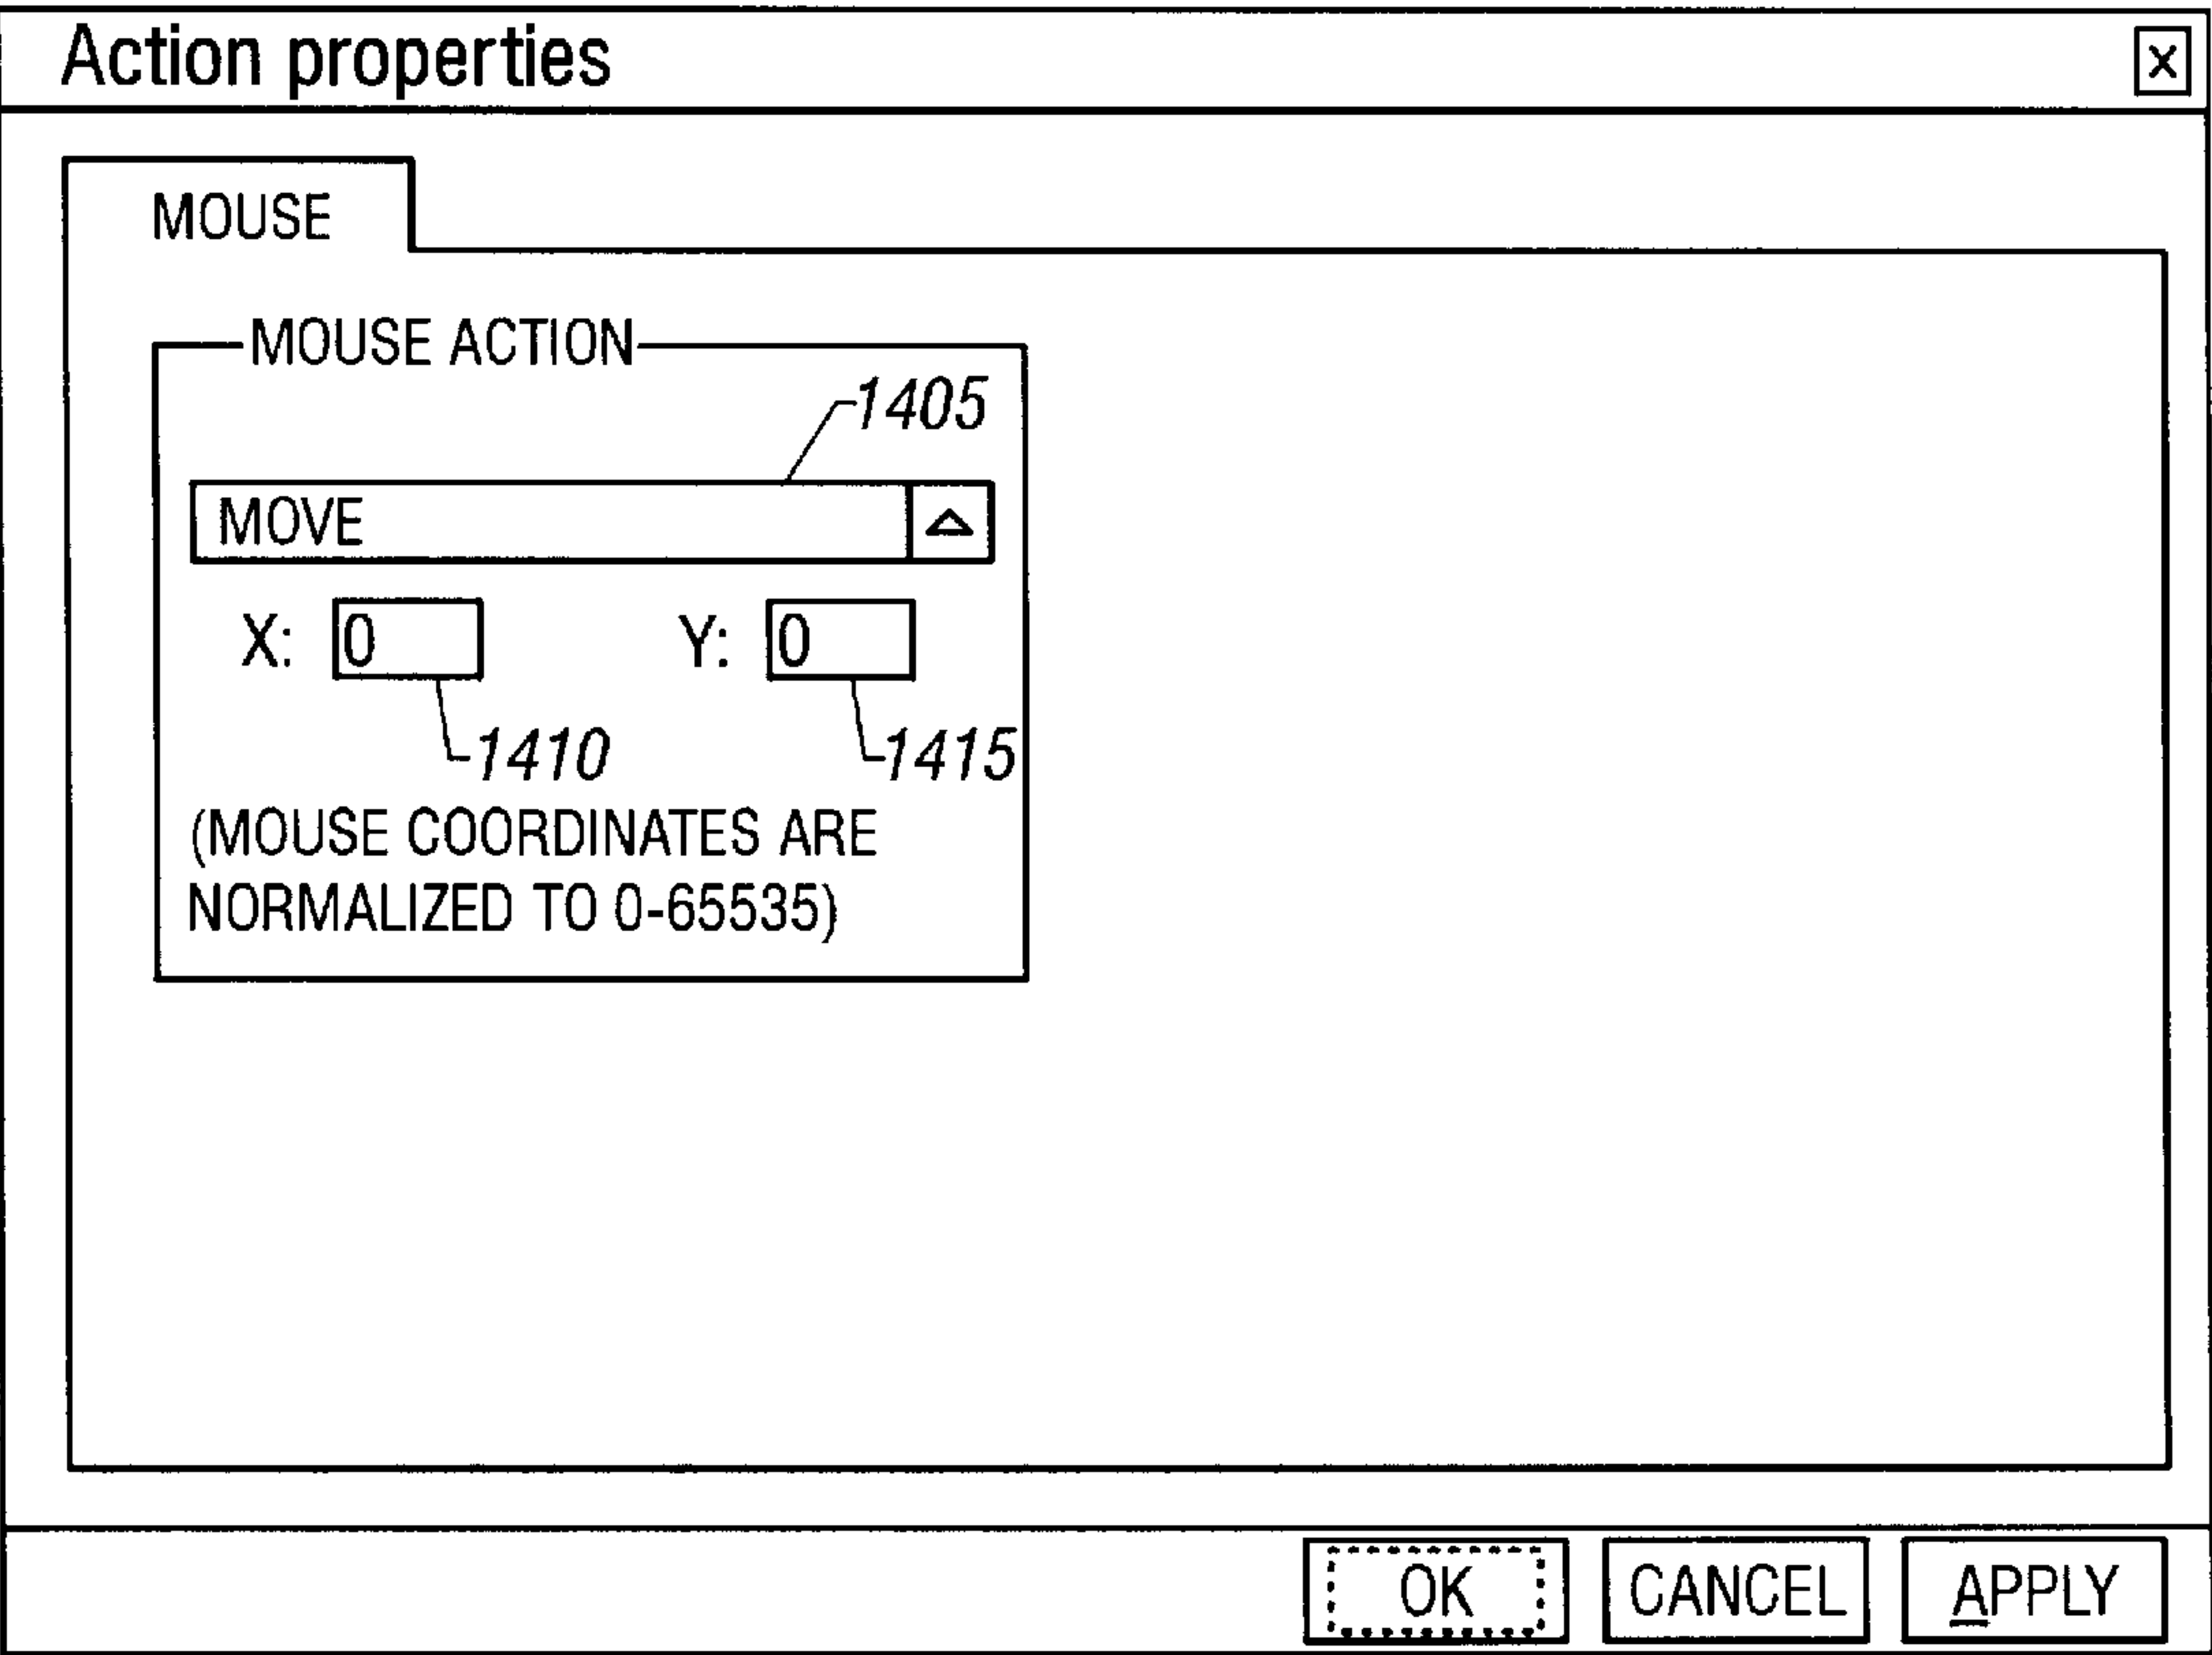 Action properties
X
MOUSE
MOUSE ACTION
1405
MOVE
X: 0 Y: 0
1410 1415
(MOUSE COORDINATES ARE
NORMALIZED TO 0-65535)
OK CANCEL APPLY